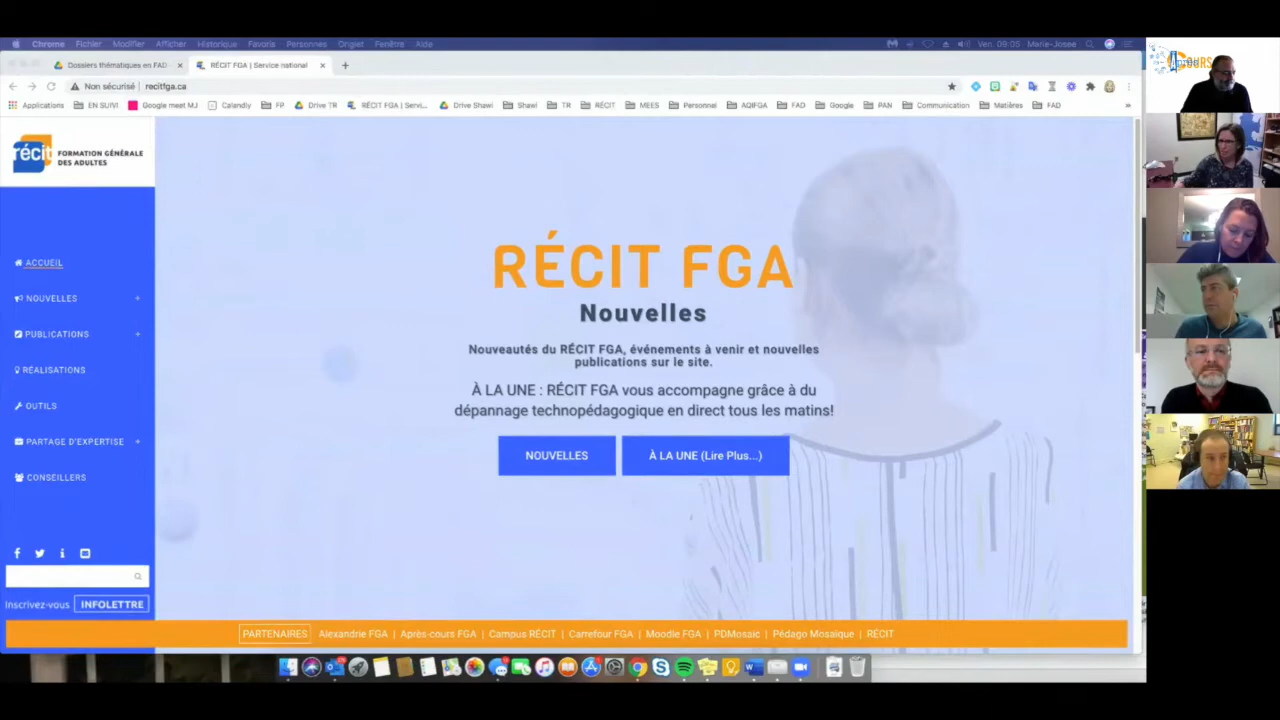 Chrome Fichier Modifier Afficher Historique Favoris Personnes Onglet Fenêtre Aide
Ven. 09:05 Marie-Josée
Dossiers thématiques en FAD
RÉCIT FGA | Service national
Non sécurisé | recitfga.ca
Applications EN SUIVI Google meet MJ Calendly FP Drive TR RÉCIT FGA | Servi... Drive Shawi Shawi TR RÉCIT MEES Personnel AQIFGA FAD Google PAN Communication Matières FAD »
récit FORMATION GÉNÉRALE
DES ADULTES
ACCUEIL
NOUVELLES +
PUBLICATIONS +
RÉALISATIONS
OUTILS
PARTAGE D'EXPERTISE +
CONSEILLERS
Inscrivez-vous INFOLETTRE
RÉCIT FGA
Nouvelles
Nouveautés du RÉCIT FGA, événements à venir et nouvelles
publications sur le site.
À LA UNE : RÉCIT FGA vous accompagne grâce à du
dépannage technopédagogique en direct tous les matins!
NOUVELLES
À LA UNE (Lire Plus...)
PARTENAIRES Alexandrie FGA | Après-cours FGA | Campus RÉCIT | Carrefour FGA | Moodle FGA | PDMosaic | Pédago Mosaique | RÉCIT